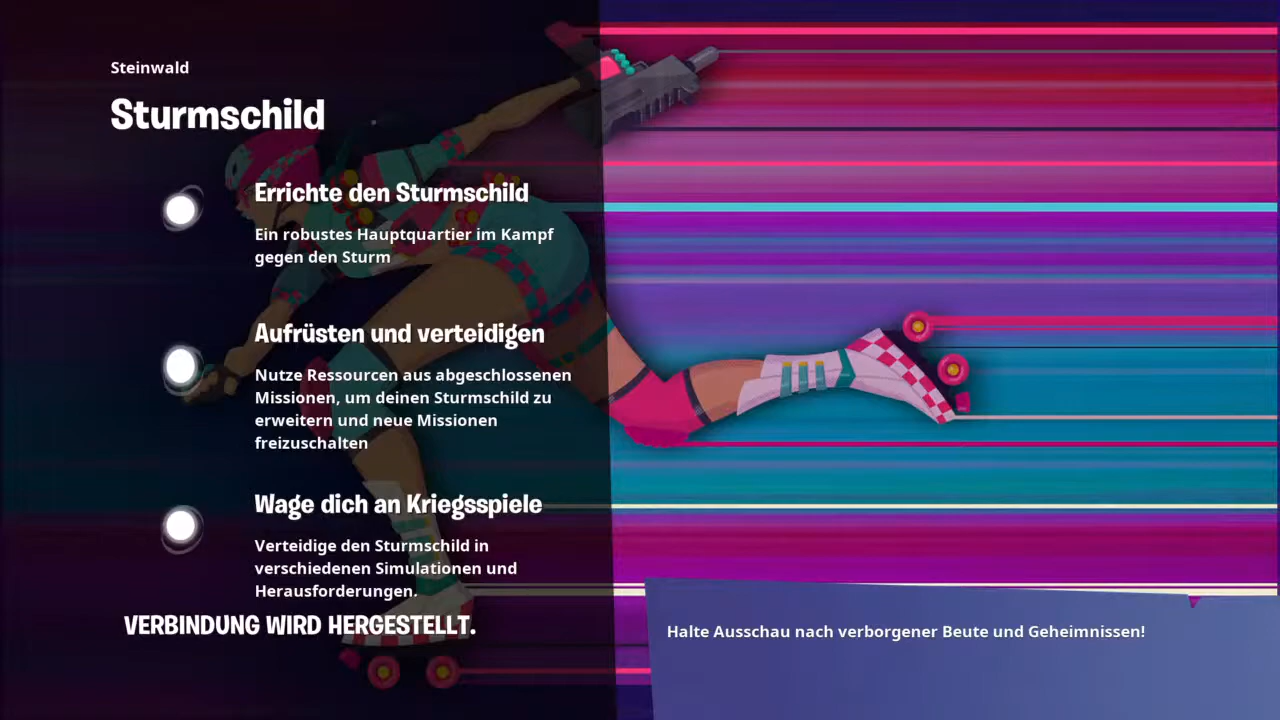 Steinwald
Sturmschild
Errichte den Sturmschild
Ein robustes Hauptquartier im Kampf
gegen den Sturm
Aufrüsten und verteidigen
Nutze Ressourcen aus abgeschlossenen
Missionen, um deinen Sturmschild zu
erweitern und neue Missionen
freizuschalten
Wage dich an Kriegsspiele
Verteidige den Sturmschild in
verschiedenen Simulationen und
Herausforderungen.
VERBINDUNG WIRD HERGESTELLT.
Halte Ausschau nach verborgener Beute und Geheimnissen!